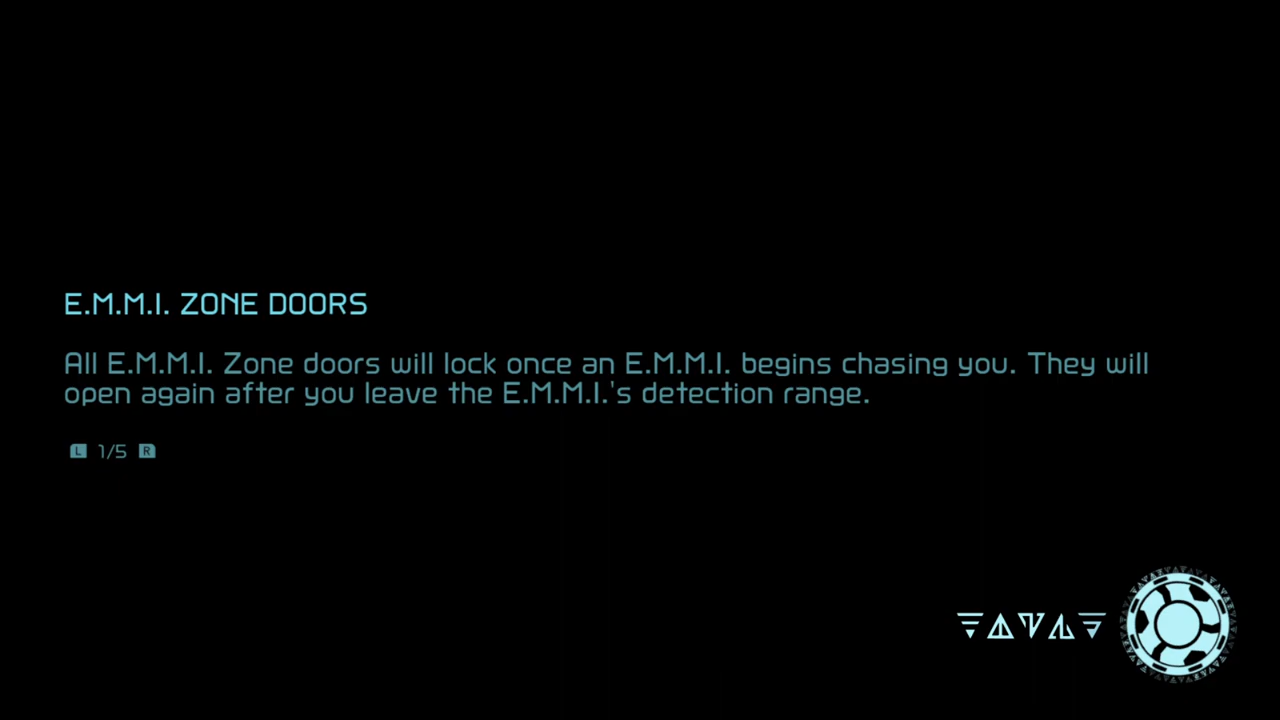 E.M.M.I. ZONE DOORS
All E.M.M.I. Zone doors will lock once an E.M.M.I. begins chasing you. They will
open again after you leave the E.M.M.I.'s detection range.
L 1/5 R